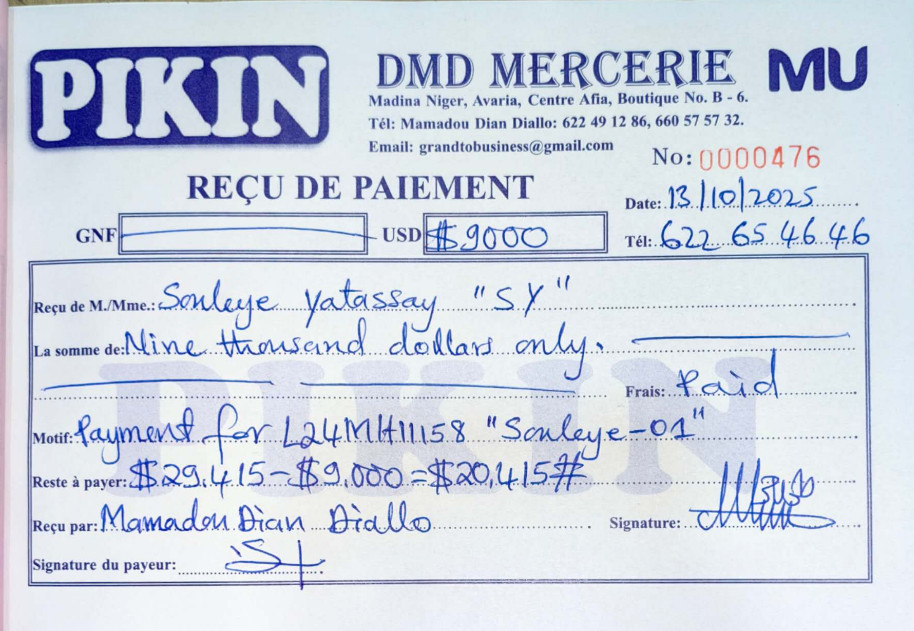 PIKIN
DMD MERCERIE
MU
Madina Niger, Avaria, Centre Afia, Boutique No. B - 6.
Tél: Mamadou Dian Diallo: 622 49 12 86, 660 57 57 32.
Email: grandtobusiness@gmail.com
No: 0000476
REÇU DE PAIEMENT
Date: 13/10/2025
GNF USD $9000
Tél: 622 65 46 46
Reçu de M./Mme.: Souleye Yatassay "SY"
La somme de: Nine thousand dollars only.
Frais: Paid
PIKIN
Motif: Payment for L24MH11158 "Souleye-01"
Reste à payer: $29,415-$9,000=$20,415#
Reçu par: Mamadou Dian Diallo Signature:
Signature du payeur: